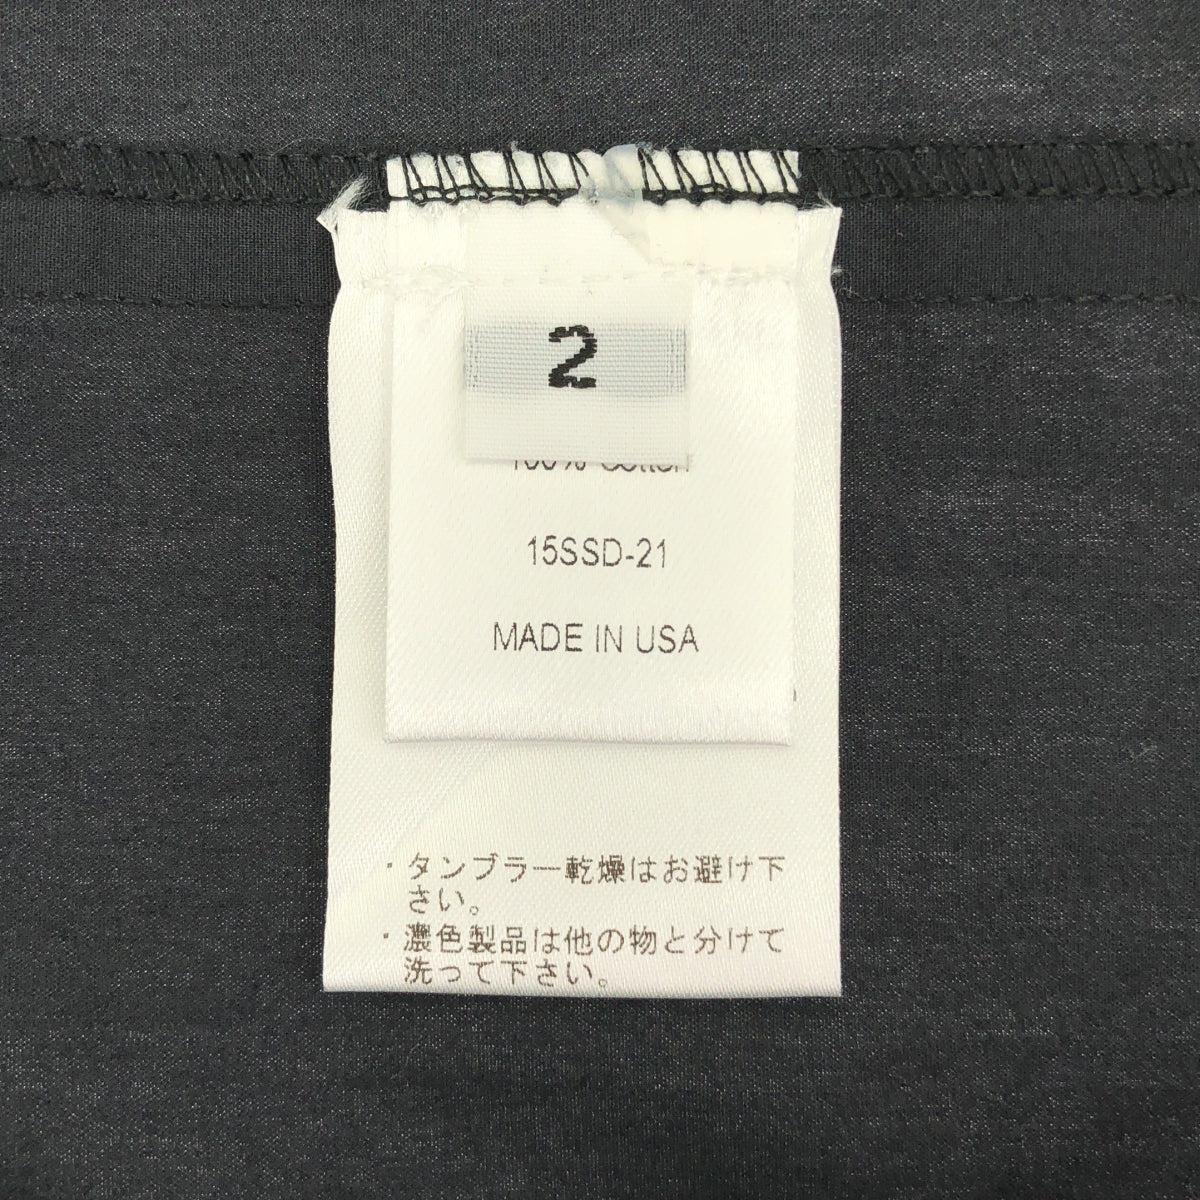 2
100% Cotton
15SSD-21
MADE IN USA
・タンブラー乾燥はお避け下
さい。
・濃色製品は他の物と分けて
洗って下さい。